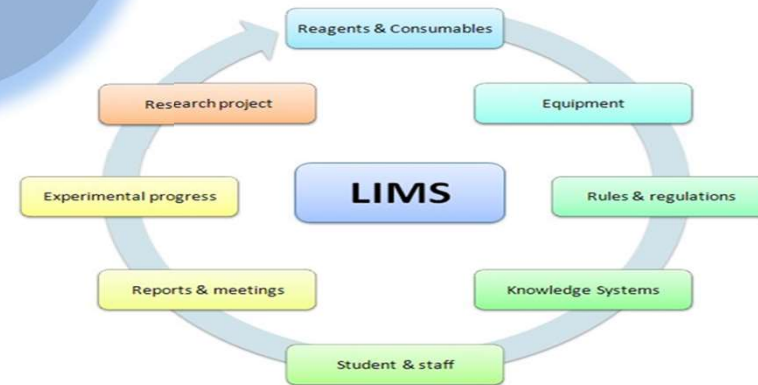 Reagents & Consumables
Research project
Equipment
Experimental progress
LIMS
Rules & regulations
Reports & meetings
Knowledge Systems
Student & staff